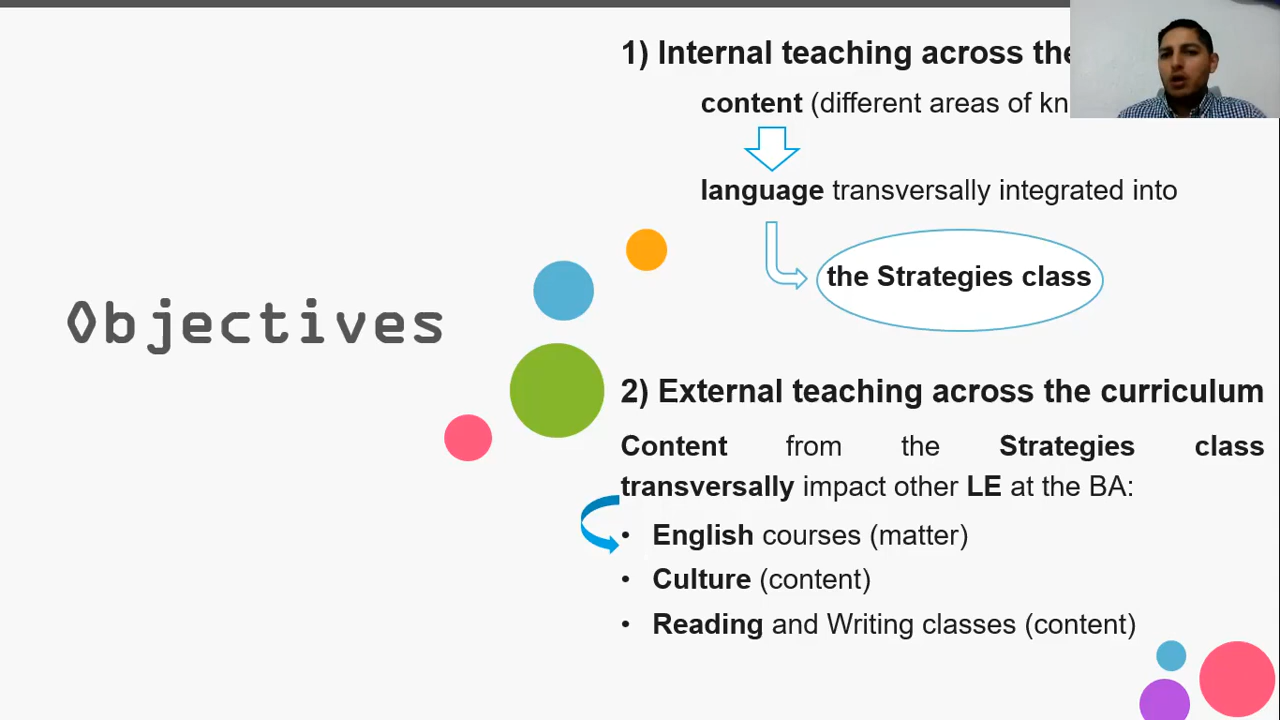 Objectives
1) Internal teaching across the
content (different areas of
language transversally integrated into
the Strategies class
2) External teaching across the curriculum
Content from the Strategies class
transversally impact other LE at the BA:
• English courses (matter)
• Culture (content)
• Reading and Writing classes (content)